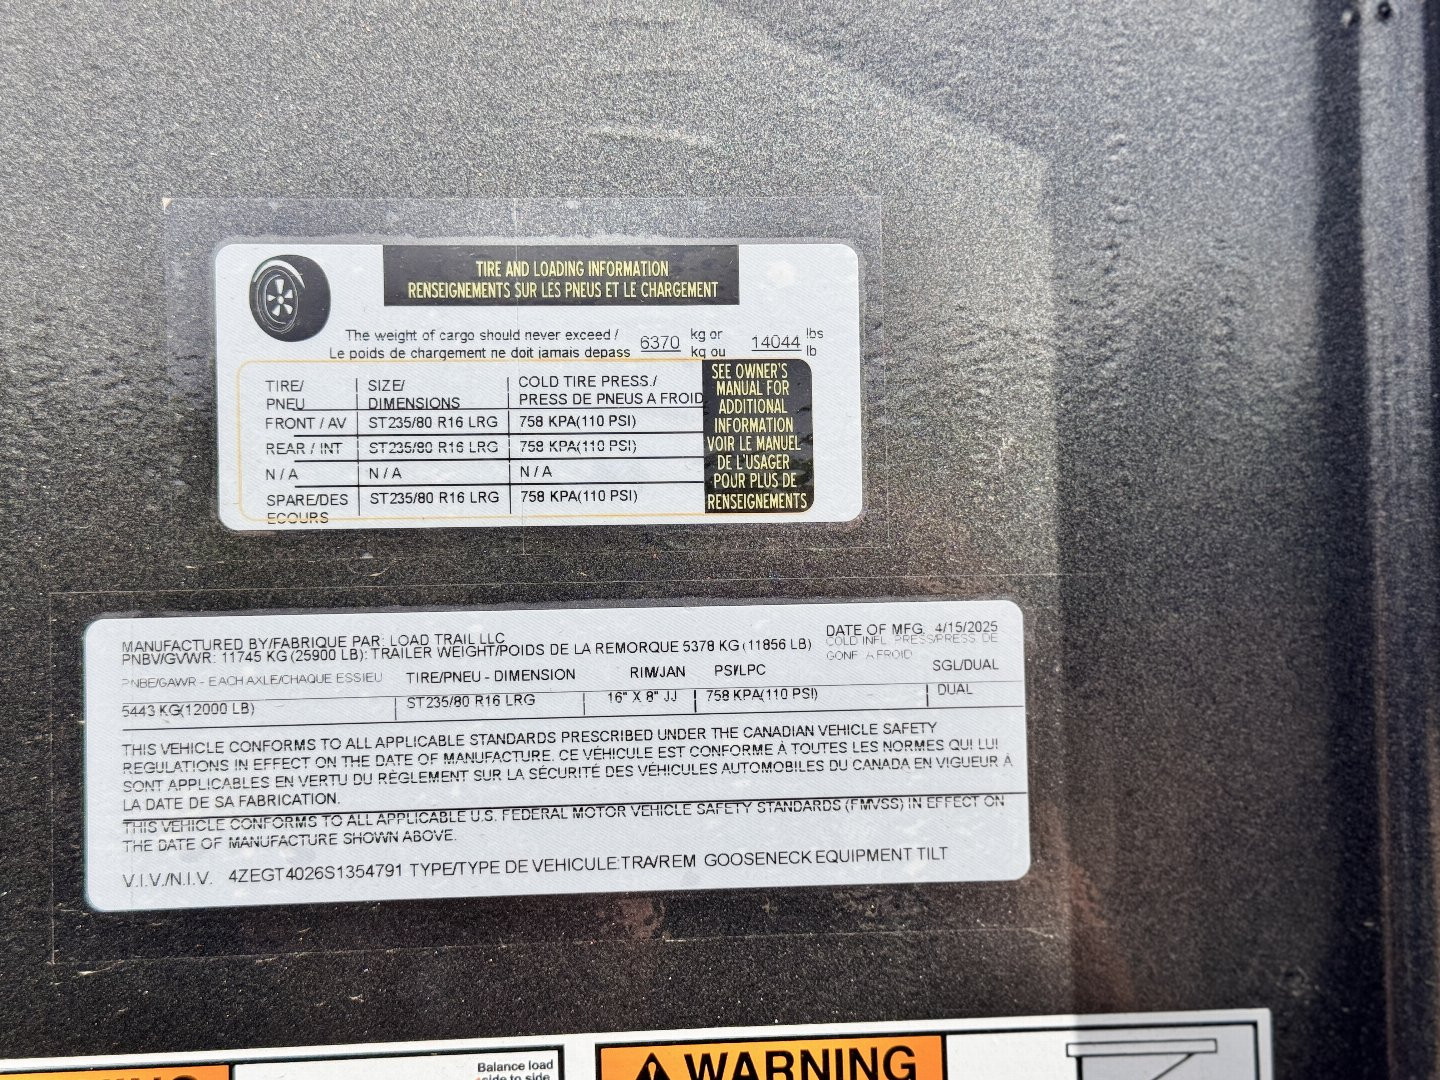 TIRE AND LOADING INFORMATION
RENSEIGNEMENTS SUR LES PNEUS ET LE CHARGEMENT
The weight of cargo should never exceed / 6370 kg or 14044 lbs
Le poids de chargement ne doit jamais depass kg ou lb
TIRE/ SIZE/ COLD TIRE PRESS./
PNEU DIMENSIONS PRESS DE PNEUS A FROID
FRONT / AV ST235/80 R16 LRG 758 KPA(110 PSI)
REAR / INT ST235/80 R16 LRG 758 KPA(110 PSI)
N / A N / A N / A
SPARE/DES ST235/80 R16 LRG 758 KPA(110 PSI)
ECOURS
SEE OWNER'S
MANUAL FOR
ADDITIONAL
INFORMATION
VOIR LE MANUEL
DE L'USAGER
POUR PLUS DE
RENSEIGNEMENTS
MANUFACTURED BY/FABRIQUE PAR: LOAD TRAIL LLC DATE OF MFG. 4/15/2025
PNBV/GVWR: 11745 KG (25900 LB): TRAILER WEIGHT/POIDS DE LA REMORQUE 5378 KG (11856 LB) COLD INFL. PRESS/PRESS. DE
GONF. A FROID
PNBE/GAWR - EACH AXLE/CHAQUE ESSIEU TIRE/PNEU - DIMENSION RIM/JAN PSI/LPC SGL/DUAL
5443 KG(12000 LB) ST235/80 R16 LRG 16" X 8" JJ 758 KPA(110 PSI) DUAL
THIS VEHICLE CONFORMS TO ALL APPLICABLE STANDARDS PRESCRIBED UNDER THE CANADIAN VEHICLE SAFETY
REGULATIONS IN EFFECT ON THE DATE OF MANUFACTURE. CE VÉHICULE EST CONFORME À TOUTES LES NORMES QUI LUI
SONT APPLICABLES EN VERTU DU RÈGLEMENT SUR LA SÉCURITÉ DES VÉHICULES AUTOMOBILES DU CANADA EN VIGUEUR À
LA DATE DE SA FABRICATION.
THIS VEHICLE CONFORMS TO ALL APPLICABLE U.S. FEDERAL MOTOR VEHICLE SAFETY STANDARDS (FMVSS) IN EFFECT ON
THE DATE OF MANUFACTURE SHOWN ABOVE.
V.I.V./N.I.V. 4ZEGT4026S1354791 TYPE/TYPE DE VEHICULE:TRA/REM GOOSENECK EQUIPMENT TILT
Balance load
side to side
WARNING